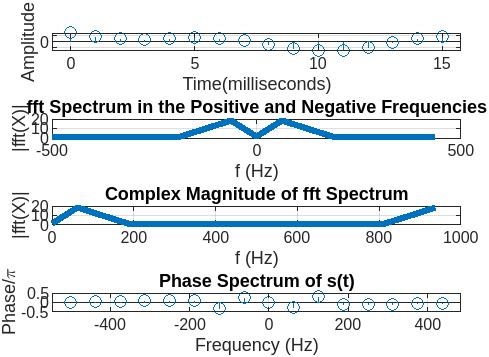 Amplitude
0
0 5 10 15
Time(milliseconds)
fft Spectrum in the Positive and Negative Frequencies
|fft(X)|
20
10
0
-500 0 500
f (Hz)
Complex Magnitude of fft Spectrum
|fft(X)|
20
10
0
0 200 400 600 800 1000
f (Hz)
Phase Spectrum of s(t)
Phase/π
0.5
0
-0.5
-400 -200 0 200 400
Frequency (Hz)